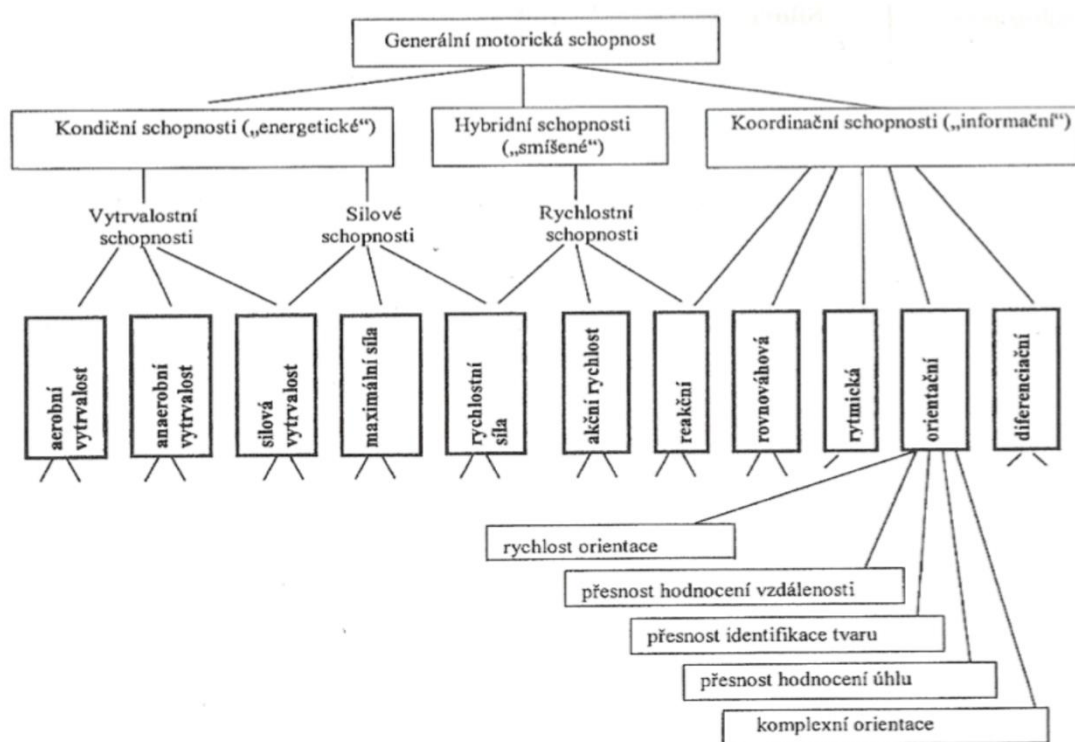 Generální motorická schopnost
Kondiční schopnosti („energetické“)
Hybridní schopnosti
(„smíšené“)
Koordinační schopnosti („informační“)
Vytrvalostní
schopnosti
Silové
schopnosti
Rychlostní
schopnosti
aerobní
vytrvalost
anaerobní
vytrvalost
silová
vytrvalost
maximální síla
rychlostní
síla
akční rychlost
reakční
rovnováhová
rytmická
orientační
diferenciační
rychlost orientace
přesnost hodnocení vzdálenosti
přesnost identifikace tvaru
přesnost hodnocení úhlu
komplexní orientace